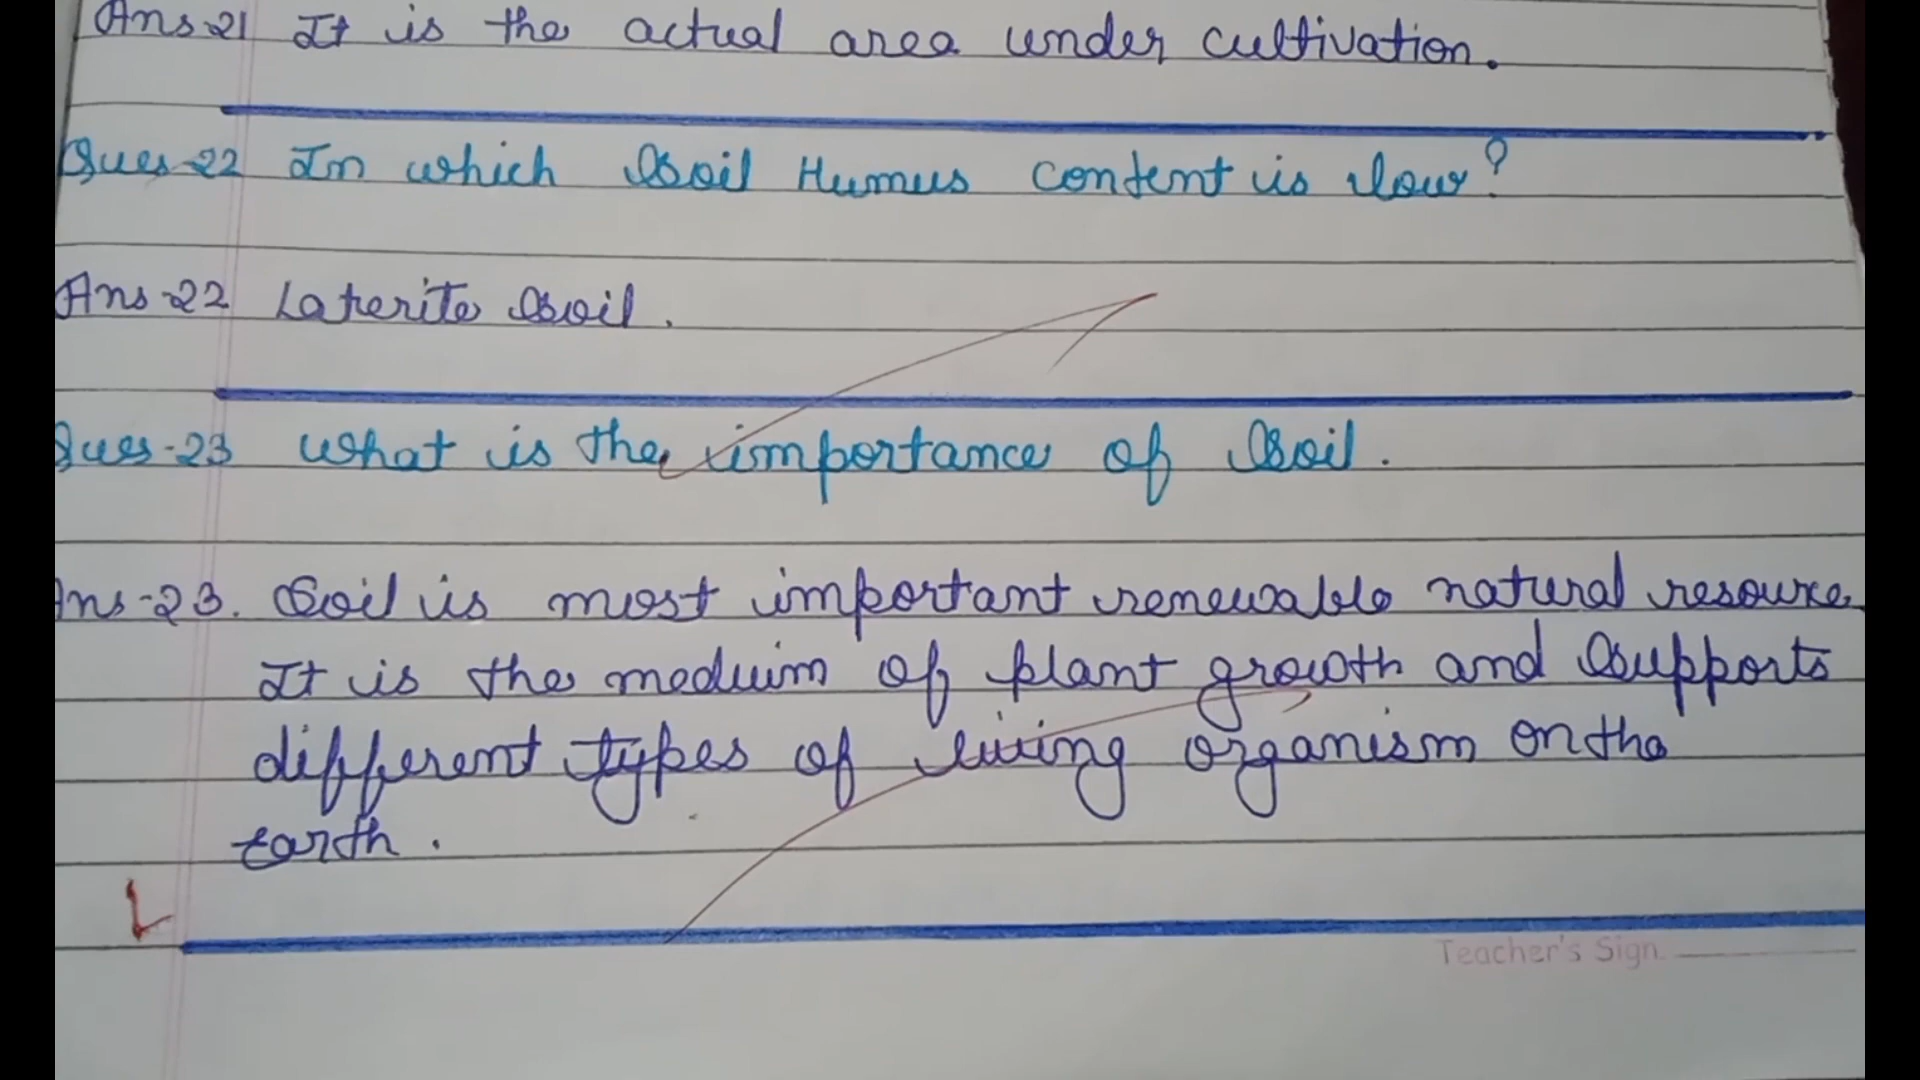 Ans-21 It is the actual area under cultivation.
Ques-22 In which Soil Humus content is low?
Ans-22 Laterite Soil.
Ques-23 What is the importance of Soil.
Ans-23. Soil is most important renewable natural resource.
It is the meduim of plant growth and Supports
different types of living organism on the
earth.
Teacher's Sign.